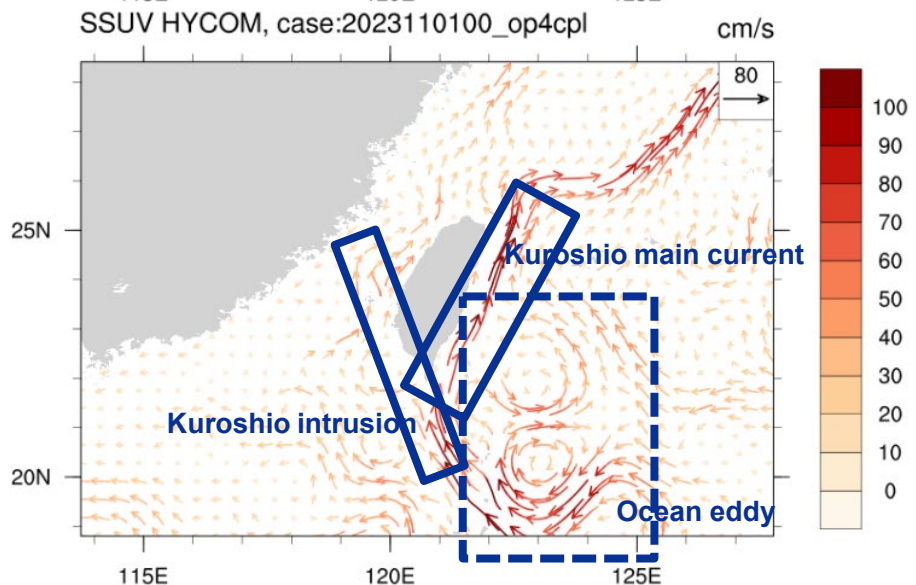 SSUV HYCOM, case:2023110100_op4cpl
cm/s
80
100
90
80
70
60
50
40
30
20
10
0
25N
20N
115E
120E
125E
Kuroshio main current
Kuroshio intrusion
Ocean eddy